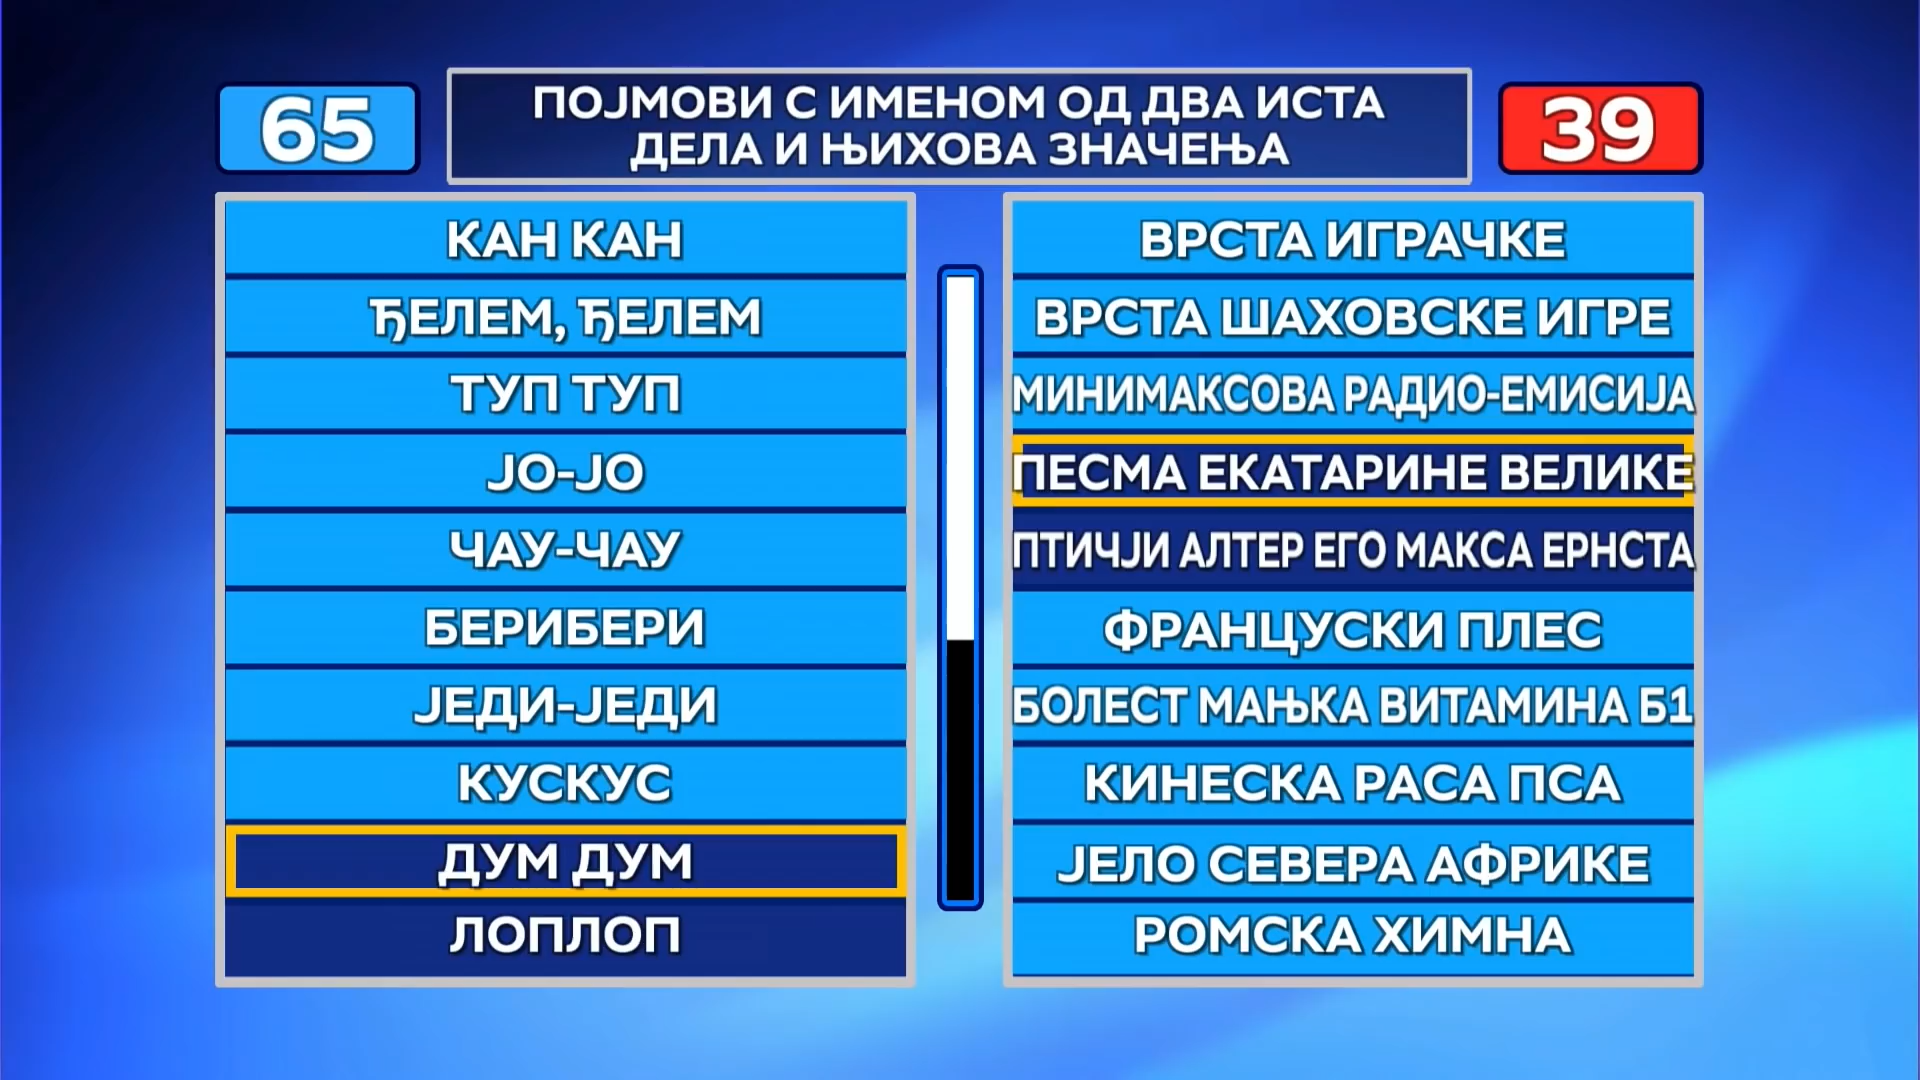 65
ПОЈМОВИ С ИМЕНОМ ОД ДВА ИСТА
ДЕЛА И ЊИХОВА ЗНАЧЕЊА
39
КАН КАН
ЂЕЛЕМ, ЂЕЛЕМ
ТУП ТУП
ЈО-ЈО
ЧАУ-ЧАУ
БЕРИБЕРИ
ЈЕДИ-ЈЕДИ
КУСКУС
ДУМ ДУМ
ЛОПЛОП
ВРСТА ИГРАЧКЕ
ВРСТА ШАХОВСКЕ ИГРЕ
МИНИМАКСОВА РАДИО-ЕМИСИЈА
ПЕСМА ЕКАТАРИНЕ ВЕЛИКЕ
ПТИЧЈИ АЛТЕР ЕГО МАКСА ЕРНСТА
ФРАНЦУСКИ ПЛЕС
БОЛЕСТ МАЊКА ВИТАМИНА Б1
КИНЕСКА РАСА ПСА
ЈЕЛО СЕВЕРА АФРИКЕ
РОМСКА ХИМНА